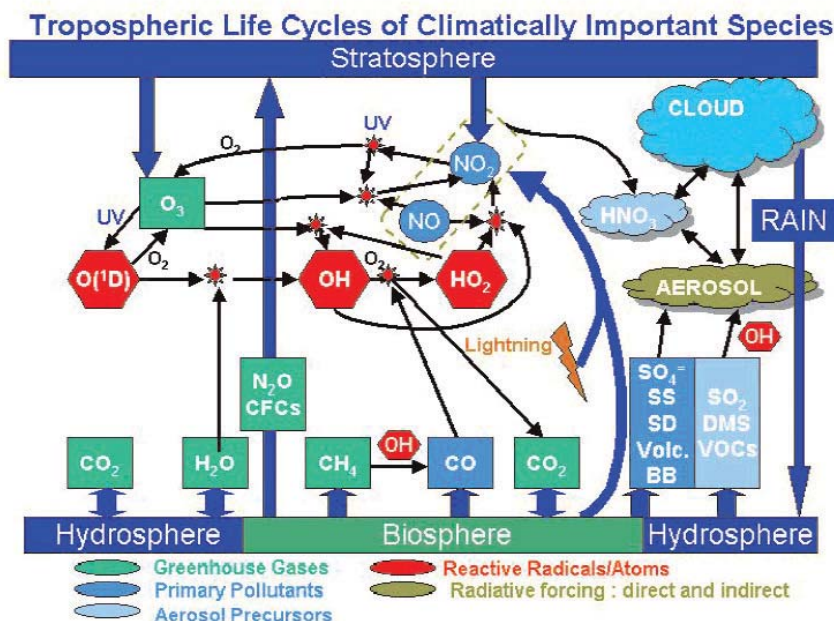 Tropospheric Life Cycles of Climatically Important Species
Stratosphere
CLOUD
UV
O₂
NO₂
O₃
HNO₃
NO
RAIN
UV
O₂
O(¹D)
OH
O₂
HO₂
AEROSOL
Lightning
OH
N₂O
CFCs
SO₄⁼
SS
SD
Volc.
BB
SO₂
DMS
VOCs
CO₂
H₂O
CH₄
OH
CO
CO₂
Hydrosphere
Biosphere
Hydrosphere
Greenhouse Gases
Reactive Radicals/Atoms
Primary Pollutants
Radiative forcing : direct and indirect
Aerosol Precursors